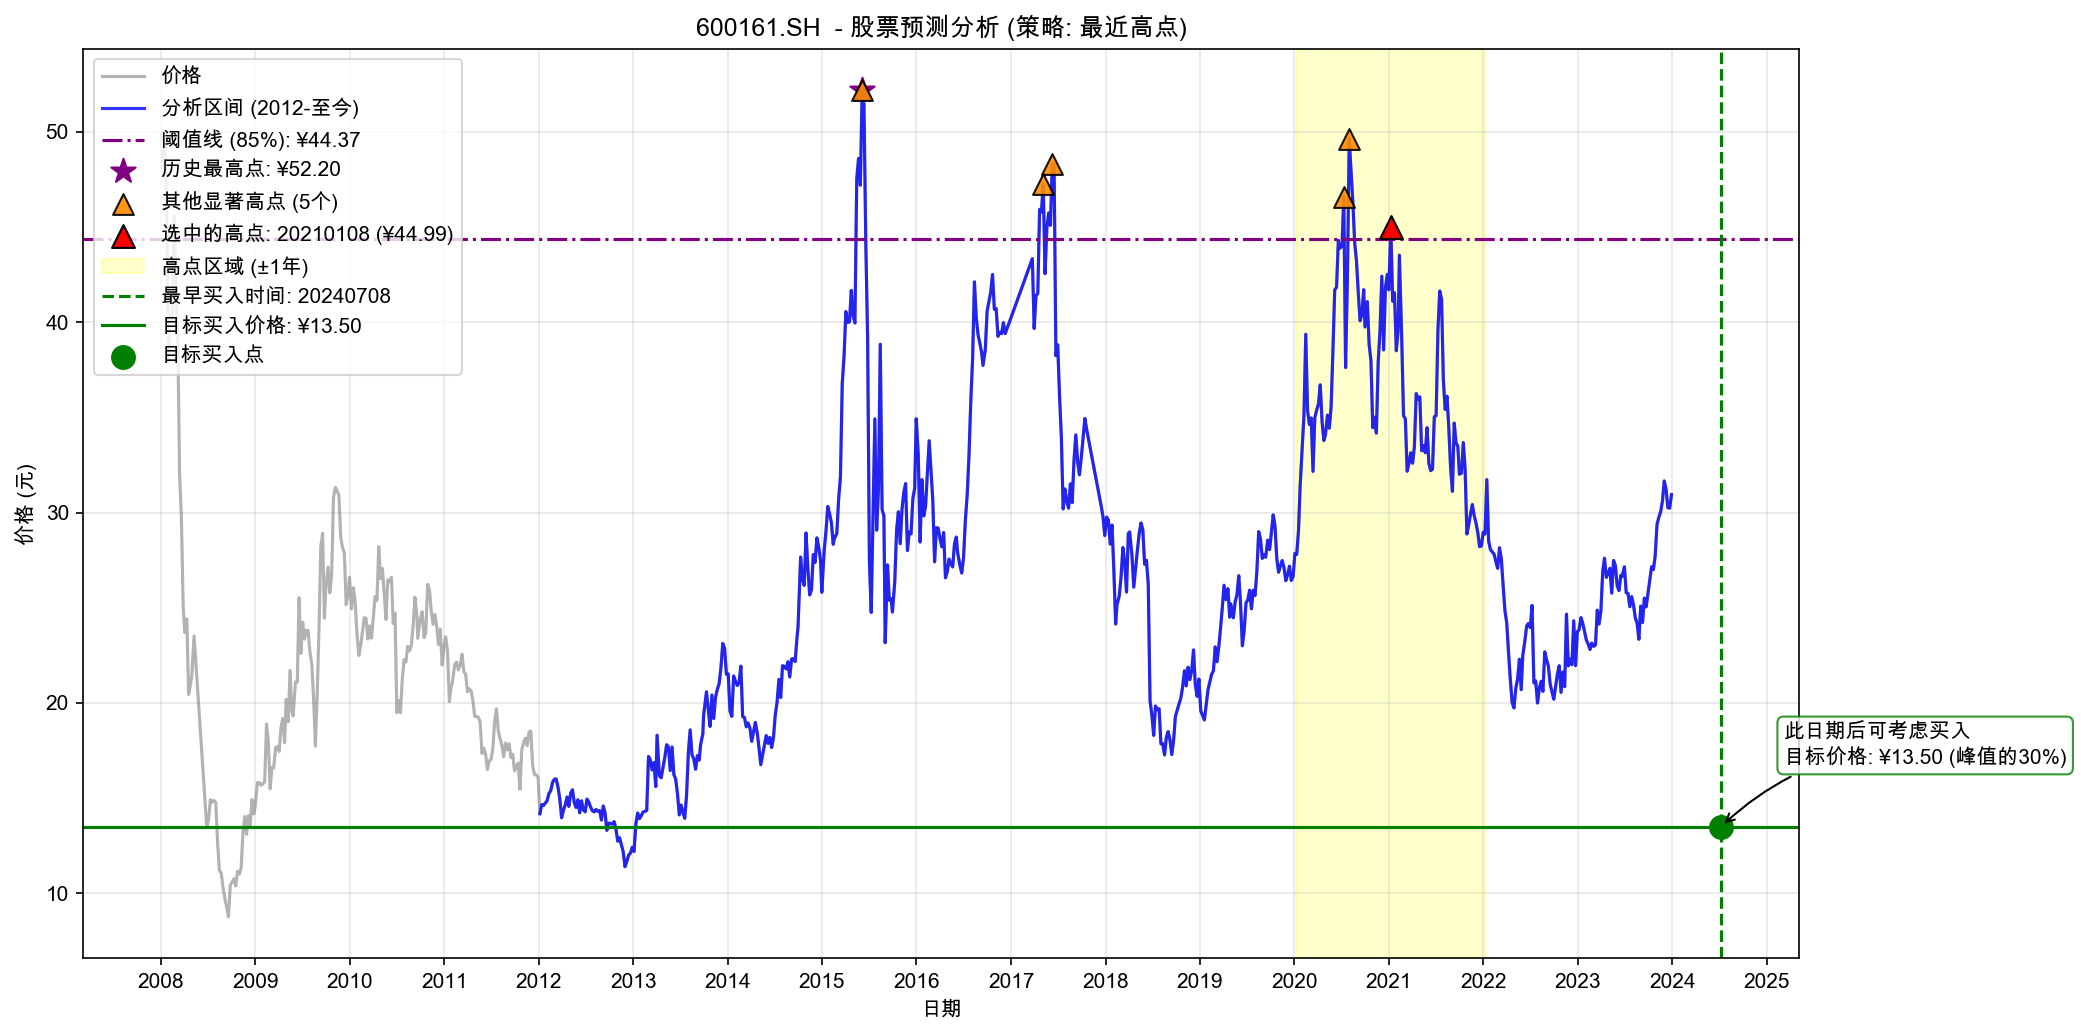 600161.SH - 股票预测分析 (策略: 最近高点)
价格
分析区间 (2012-至今)
阈值线 (85%): ¥44.37
历史最高点: ¥52.20
其他显著高点 (5个)
选中的高点: 20210108 (¥44.99)
高点区域 (±1年)
最早买入时间: 20240708
目标买入价格: ¥13.50
目标买入点
价格 (元)
50
40
30
20
10
此日期后可考虑买入
目标价格: ¥13.50 (峰值的30%)
2008 2009 2010 2011 2012 2013 2014 2015 2016 2017 2018 2019 2020 2021 2022 2023 2024 2025
日期